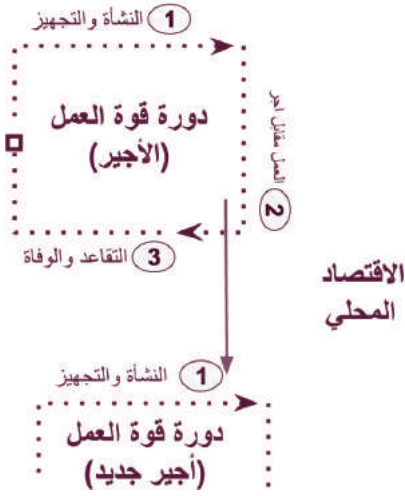 1 النشأة والتجهيز
دورة قوة العمل
(الأجير)
العمل مقابل اجر
2
3 التقاعد والوفاة
الاقتصاد
المحلي
1 النشأة والتجهيز
دورة قوة العمل
(أجير جديد)